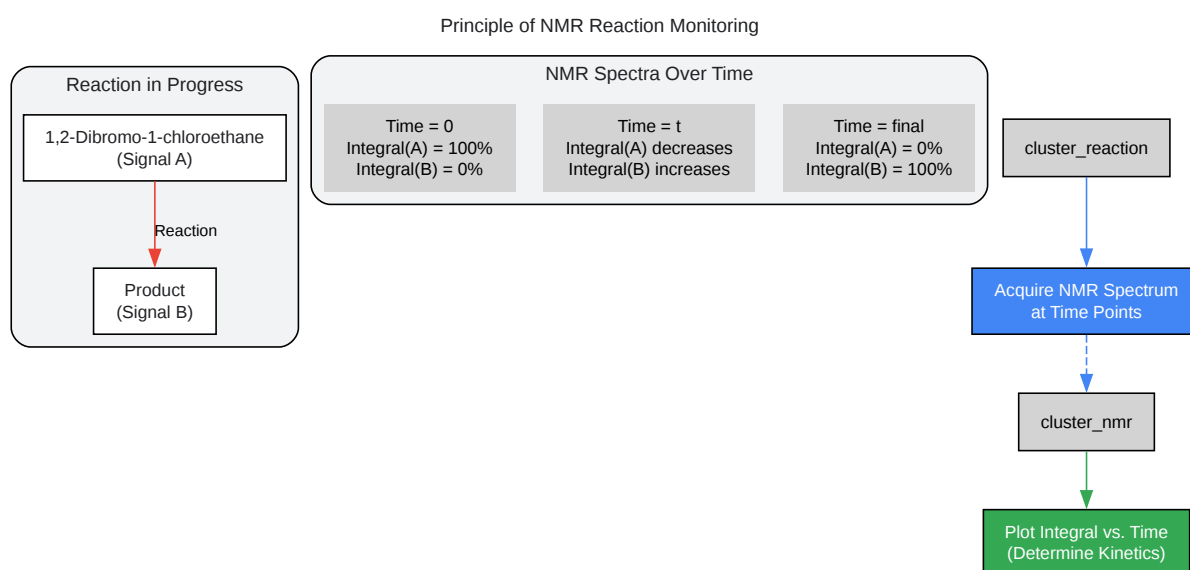 Principle of NMR Reaction Monitoring
Reaction in Progress
1,2-Dibromo-1-chloroethane
(Signal A)
Reaction
Product
(Signal B)
NMR Spectra Over Time
Time = 0
Integral(A) = 100%
Integral(B) = 0%
Time = t
Integral(A) decreases
Integral(B) increases
Time = final
Integral(A) = 0%
Integral(B) = 100%
cluster_reaction
Acquire NMR Spectrum
at Time Points
cluster_nmr
Plot Integral vs. Time
(Determine Kinetics)